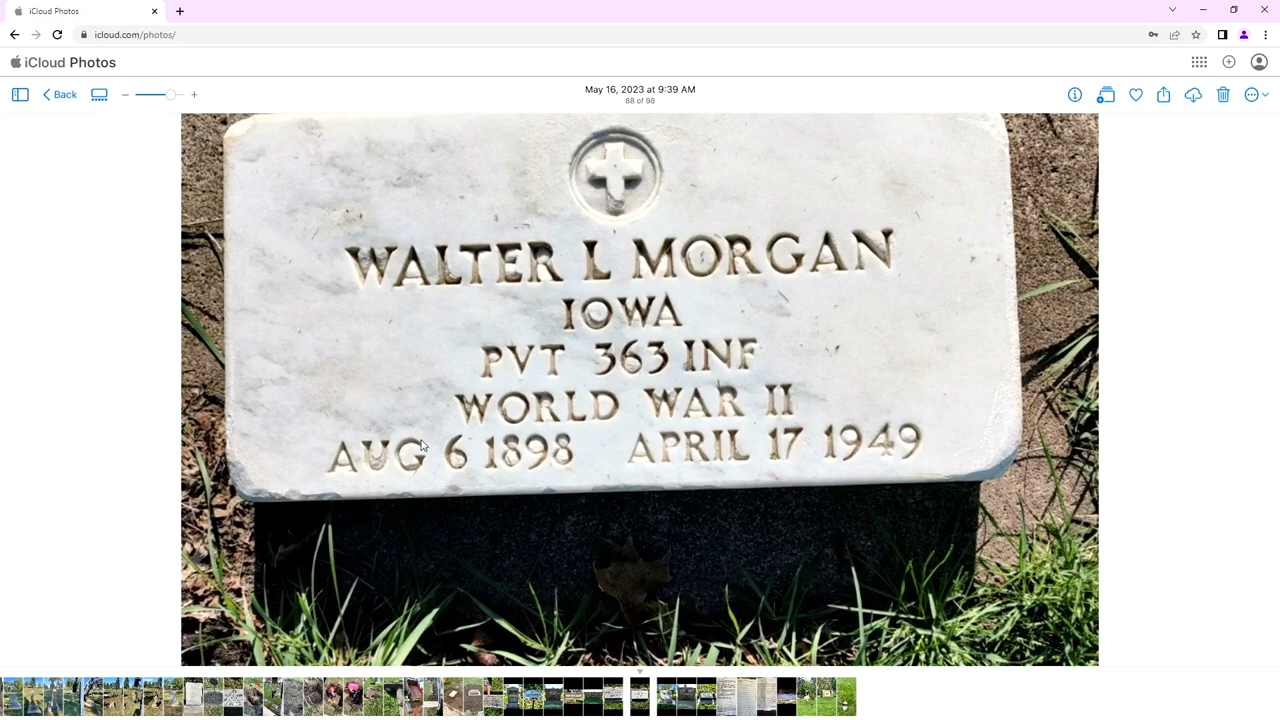 iCloud Photos
icloud.com/photos/
iCloud Photos
Back
May 16, 2023 at 9:39 AM
88 of 98
WALTER L MORGAN
IOWA
PVT 363 INF
WORLD WAR II
AUG 6 1898 APRIL 17 1949